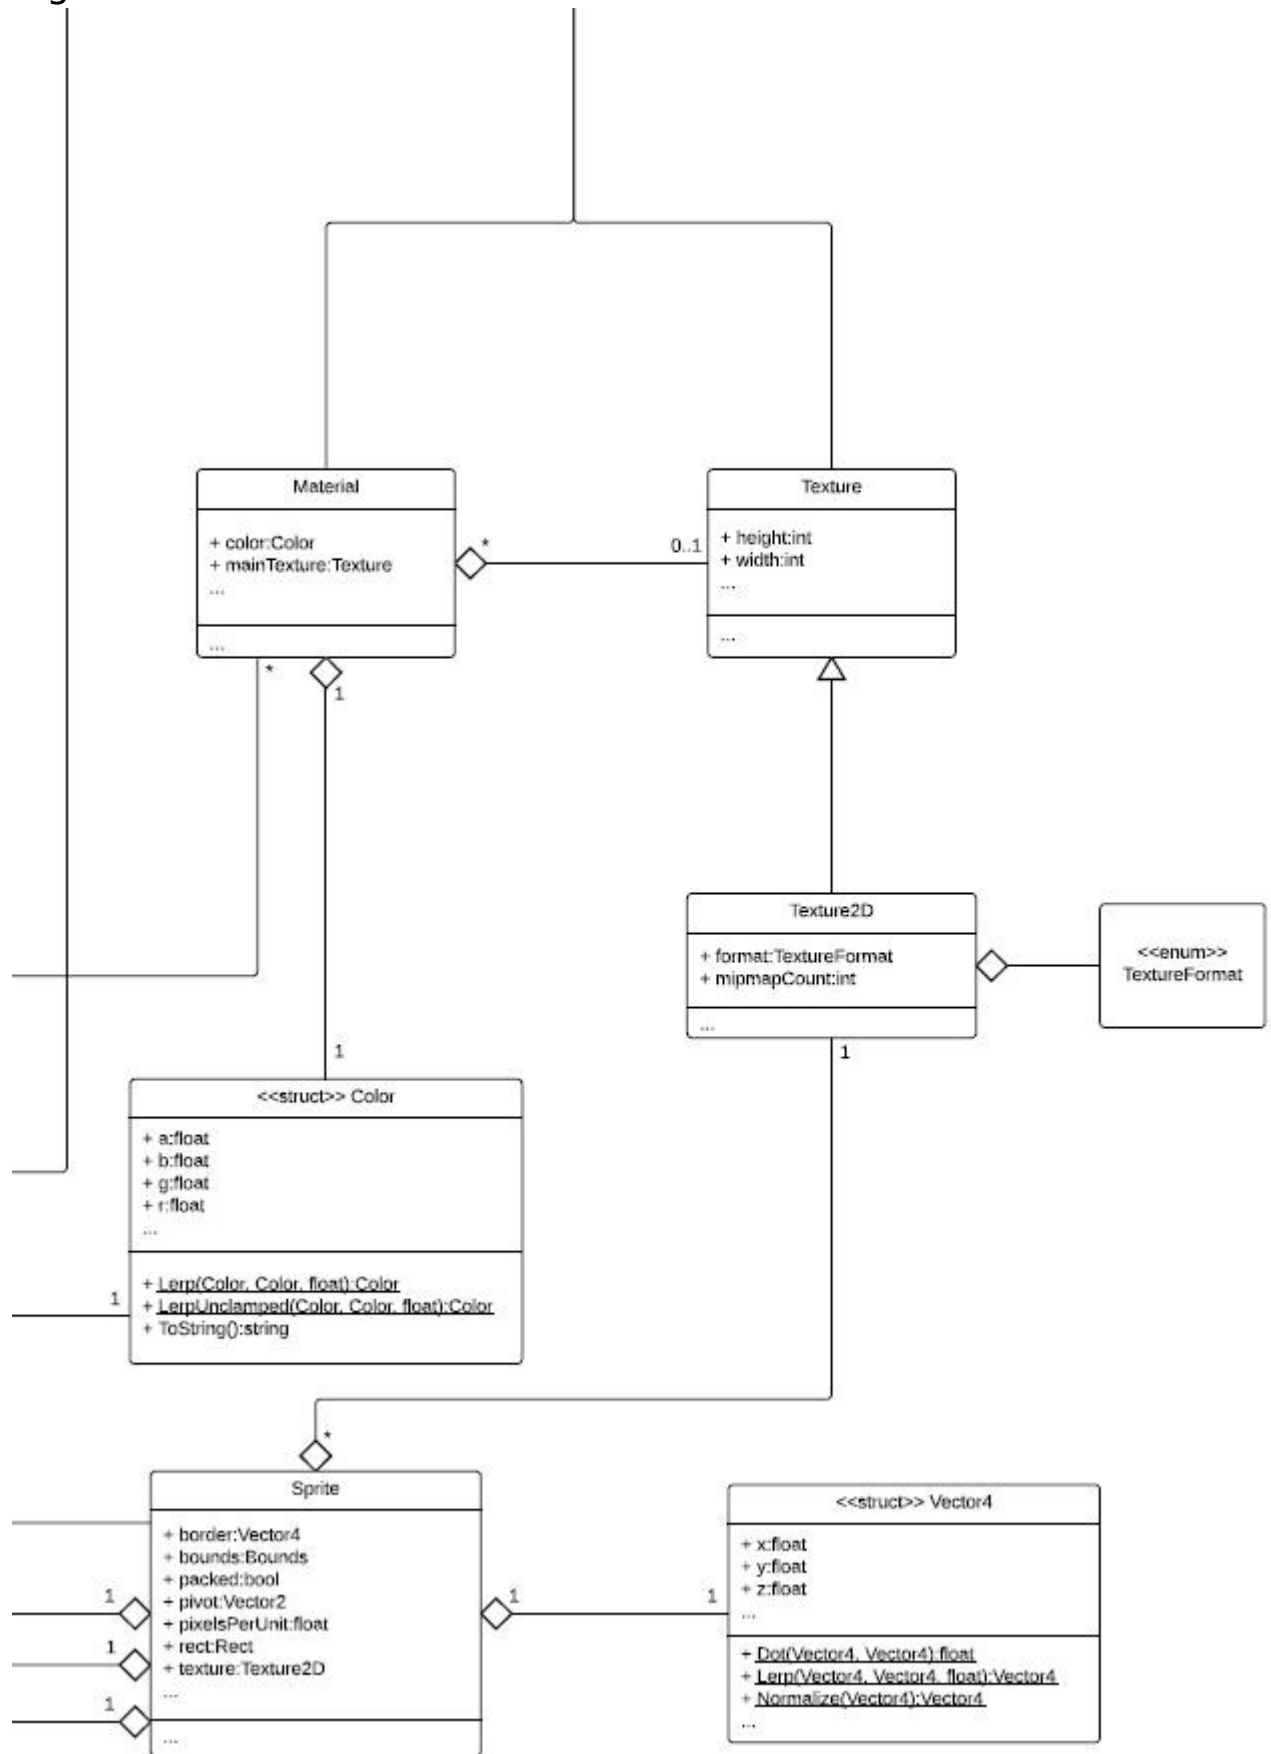 Material
+ color:Color
+ mainTexture:Texture
...
...
*
0..1
Texture
+ height:int
+ width:int
...
...
*
1
Texture2D
+ format:TextureFormat
+ mipmapCount:int
...
<<enum>>
TextureFormat
1
1
<<struct>> Color
+ a:float
+ b:float
+ g:float
+ r:float
...
+ Lerp(Color, Color, float):Color
+ LerpUnclamped(Color, Color, float):Color
+ ToString():string
1
*
Sprite
+ border:Vector4
+ bounds:Bounds
+ packed:bool
+ pivot:Vector2
+ pixelsPerUnit:float
+ rect:Rect
+ texture:Texture2D
...
...
1
1
1
1
1
<<struct>> Vector4
+ x:float
+ y:float
+ z:float
...
+ Dot(Vector4, Vector4):float
+ Lerp(Vector4, Vector4, float):Vector4
+ Normalize(Vector4):Vector4
...